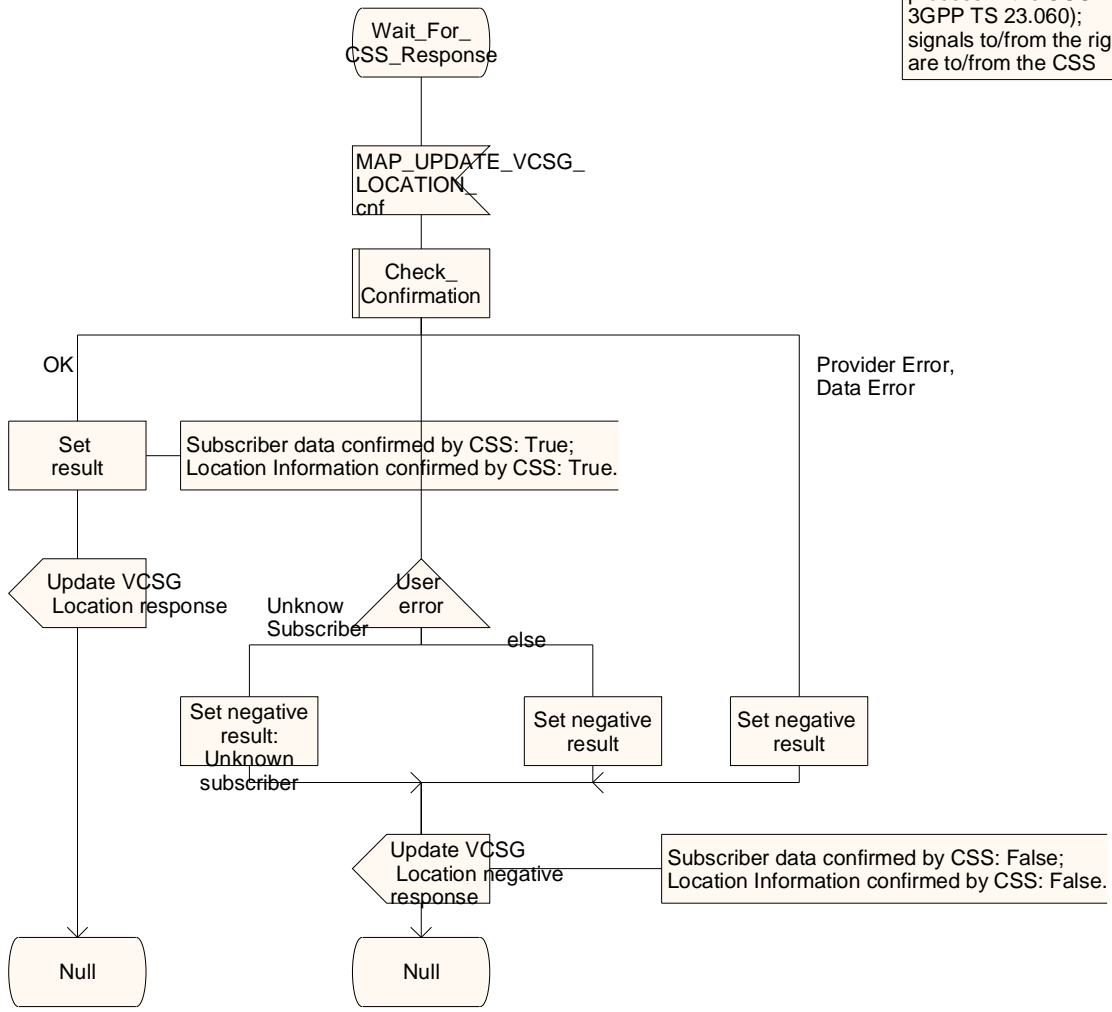 3GPP TS 23.060);
signals to/from the
are to/from the CSS
Wait_For_
CSS_Response
MAP_UPDATE_VCSG_
LOCATION_
cnf
Check_
Confirmation
OK
Provider Error,
Data Error
Set
result
Subscriber data confirmed by CSS: True;
Location Information confirmed by CSS: True.
Update VCSG
Location response
User
error
Unknow
Subscriber
else
Set negative
result:
Unknown
subscriber
Set negative
result
Set negative
result
Update VCSG
Location negative
response
Subscriber data confirmed by CSS: False;
Location Information confirmed by CSS: False.
Null
Null